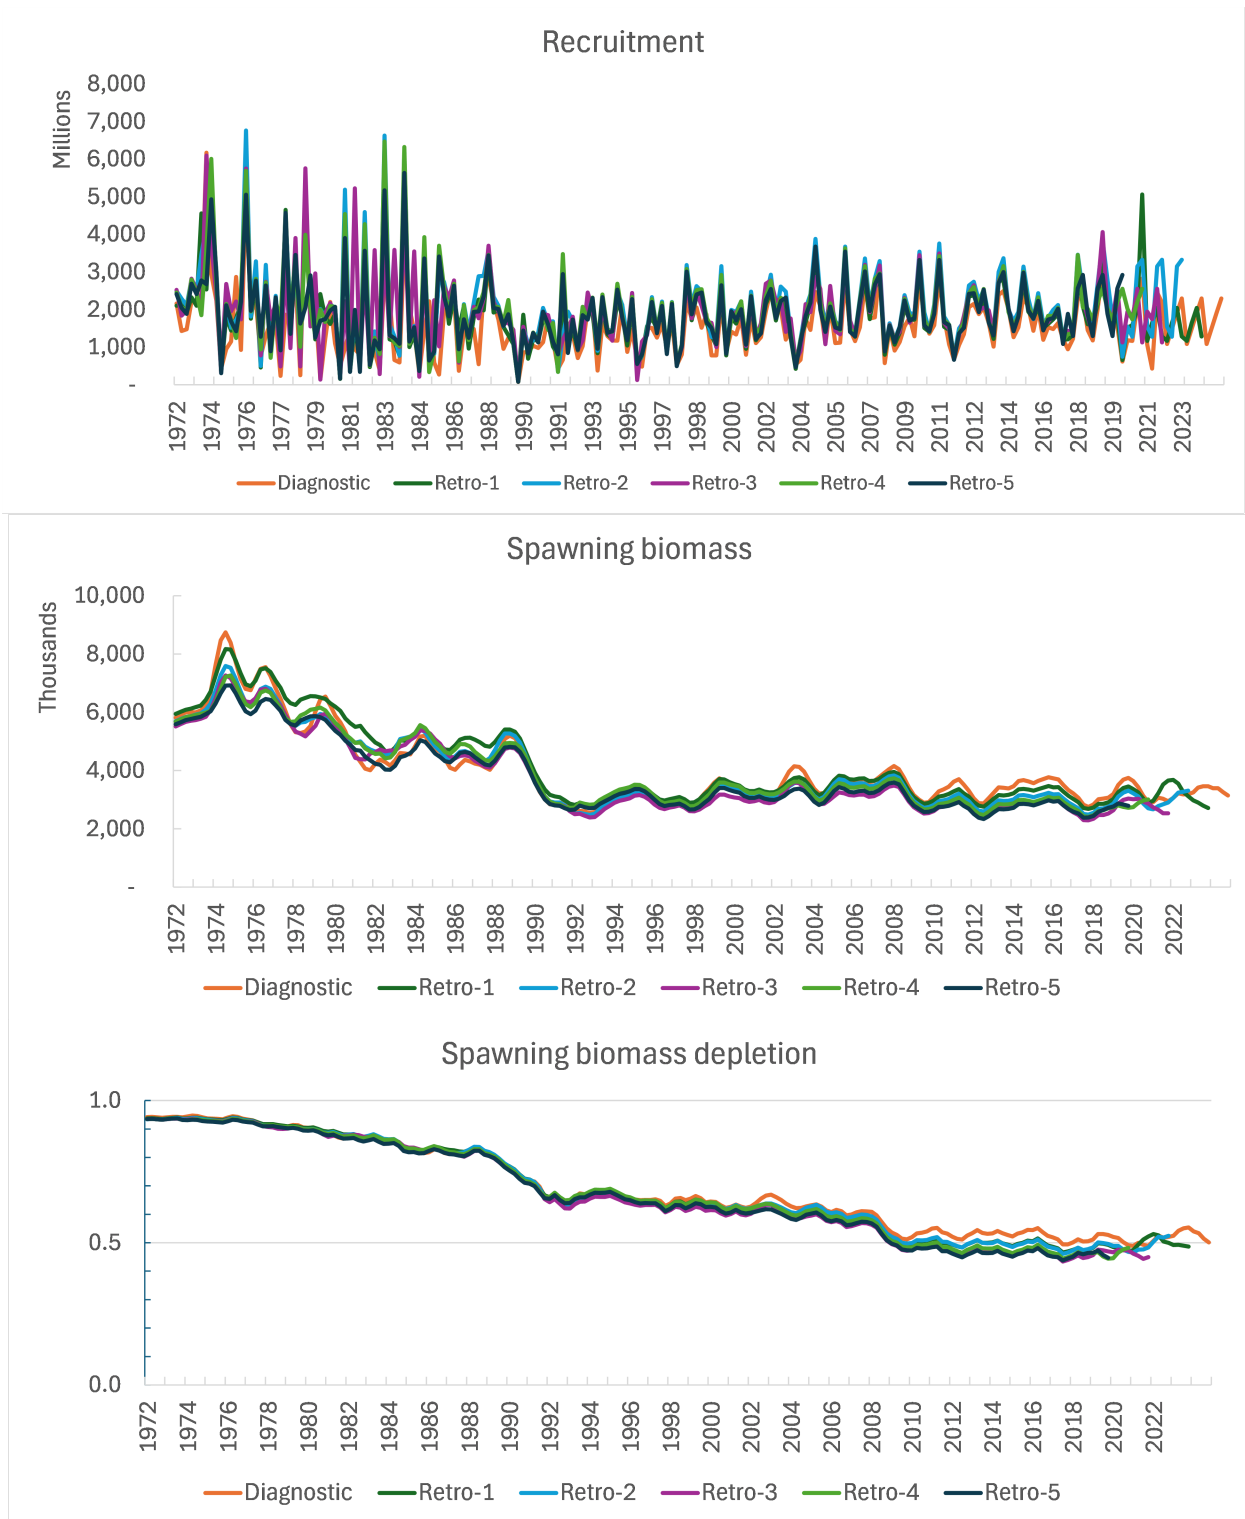 Recruitment
Millions
8,000
7,000
6,000
5,000
4,000
3,000
2,000
1,000
-
1972 1974 1976 1977 1979 1981 1983 1984 1986 1988 1990 1991 1993 1995 1997 1998 2000 2002 2004 2005 2007 2009 2011 2012 2014 2016 2018 2019 2021 2023
Diagnostic Retro-1 Retro-2 Retro-3 Retro-4 Retro-5
Spawning biomass
Thousands
10,000
8,000
6,000
4,000
2,000
-
1972 1974 1976 1978 1980 1982 1984 1986 1988 1990 1992 1994 1996 1998 2000 2002 2004 2006 2008 2010 2012 2014 2016 2018 2020 2022
Diagnostic Retro-1 Retro-2 Retro-3 Retro-4 Retro-5
Spawning biomass depletion
1.0
0.5
0.0
1972 1974 1976 1978 1980 1982 1984 1986 1988 1990 1992 1994 1996 1998 2000 2002 2004 2006 2008 2010 2012 2014 2016 2018 2020 2022
Diagnostic Retro-1 Retro-2 Retro-3 Retro-4 Retro-5